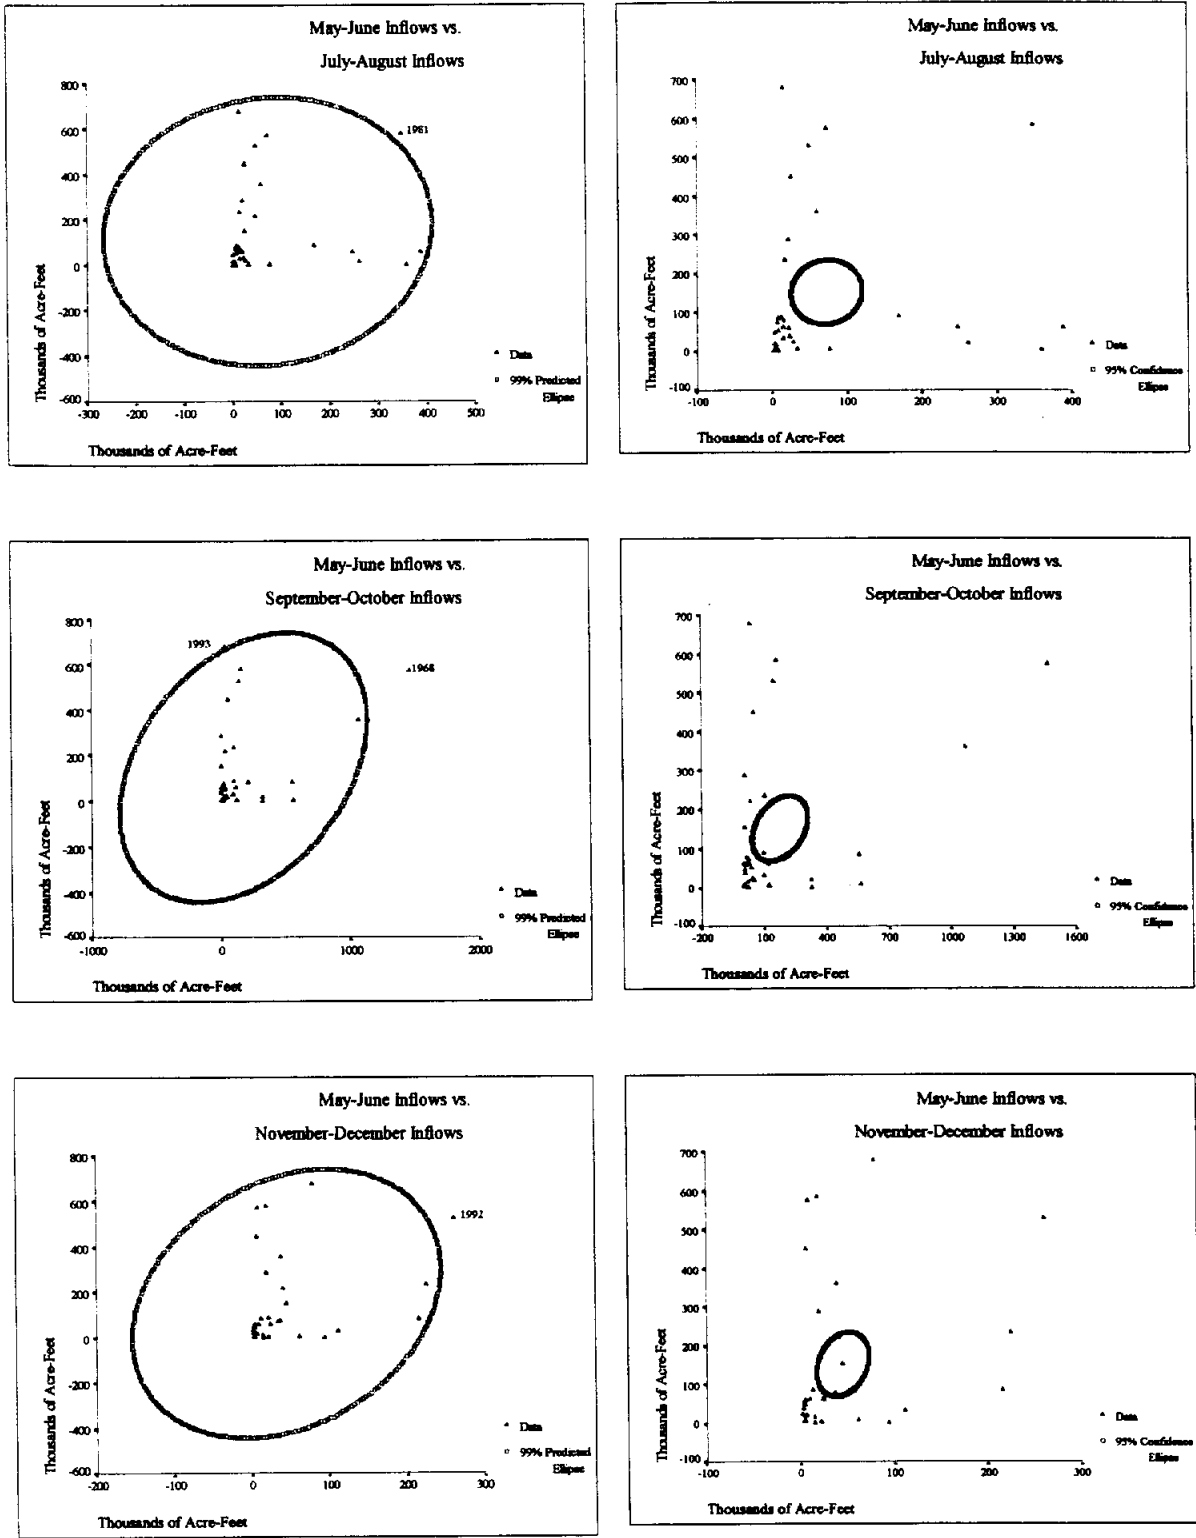 May-June Inflows vs.
July-August Inflows
800
600
400
200
0
-200
-400
-600
-300
-200
-100
0
100
200
300
400
500
1981
Thousands of Acre-Feet
Data
99% Predicted
Ellipse
Thousands of Acre-Feet
May-June Inflows vs.
July-August Inflows
700
600
500
400
300
200
100
0
-100
-100
0
100
200
300
400
Thousands of Acre-Feet
Data
95% Confidence
Ellipse
Thousands of Acre-Feet
May-June Inflows vs.
September-October Inflows
800
600
400
200
0
-200
-400
-600
-1000
0
1000
2000
1993
1968
Thousands of Acre-Feet
Data
99% Predicted
Ellipse
Thousands of Acre-Feet
May-June Inflows vs.
September-October Inflows
700
600
500
400
300
200
100
0
-100
-200
100
400
700
1000
1300
1600
Thousands of Acre-Feet
Data
95% Confidence
Ellipse
Thousands of Acre-Feet
May-June Inflows vs.
November-December Inflows
800
600
400
200
0
-200
-400
-600
-200
-100
0
100
200
300
1992
Thousands of Acre-Feet
Data
99% Predicted
Ellipse
Thousands of Acre-Feet
May-June Inflows vs.
November-December Inflows
700
600
500
400
300
200
100
0
-100
-100
0
100
200
300
Thousands of Acre-Feet
Data
95% Confidence
Ellipse
Thousands of Acre-Feet